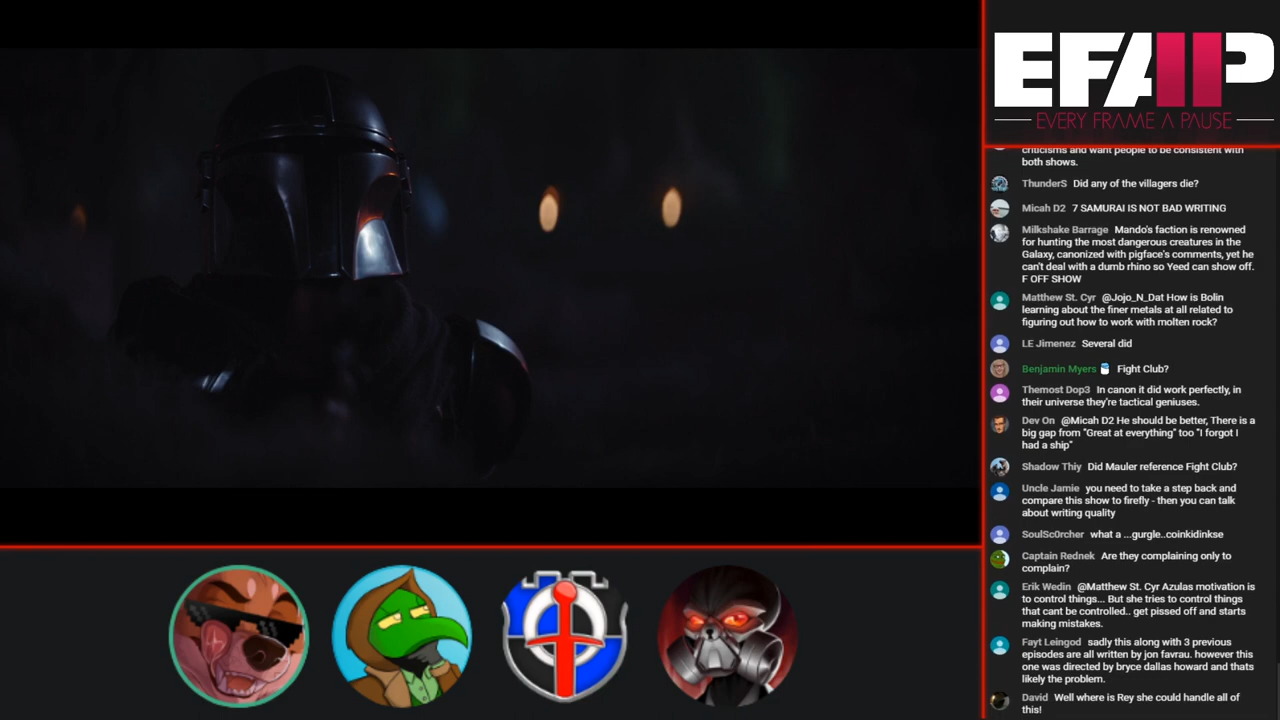 EFAP
EVERY FRAME A PAUSE
criticisms and want people to be consistent with
both shows.
ThunderS Did any of the villagers die?
Micah D2 7 SAMURAI IS NOT BAD WRITING
Milkshake Barrage Mando's faction is renowned
for hunting the most dangerous creatures in the
Galaxy, canonized with pigface's comments, yet he
can't deal with a dumb rhino so Yeed can show off.
F OFF SHOW
Matthew St. Cyr @Jojo_N_Dat How is Bolin
learning about the finer metals at all related to
figuring out how to work with molten rock?
LE Jimenez Several did
Benjamin Myers Fight Club?
Themost Dop3 In canon it did work perfectly, in
their universe they're tactical geniuses.
Dev On @Micah D2 He should be better, There is a
big gap from "Great at everything" too "I forgot I
had a ship"
Shadow Thiy Did Mauler reference Fight Club?
Uncle Jamie you need to take a step back and
compare this show to firefly - then you can talk
about writing quality
SoulSc0rcher what a ...gurgle..coinkidinkse
Captain Rednek Are they complaining only to
complain?
Erik Wedin @Matthew St. Cyr Azulas motivation is
to control things... But she tries to control things
that cant be controlled.. get pissed off and starts
making mistakes.
Fayt Leingod sadly this along with 3 previous
episodes are all written by jon favrau. however this
one was directed by bryce dallas howard and thats
likely the problem.
David Well where is Rey she could handle all of
this!